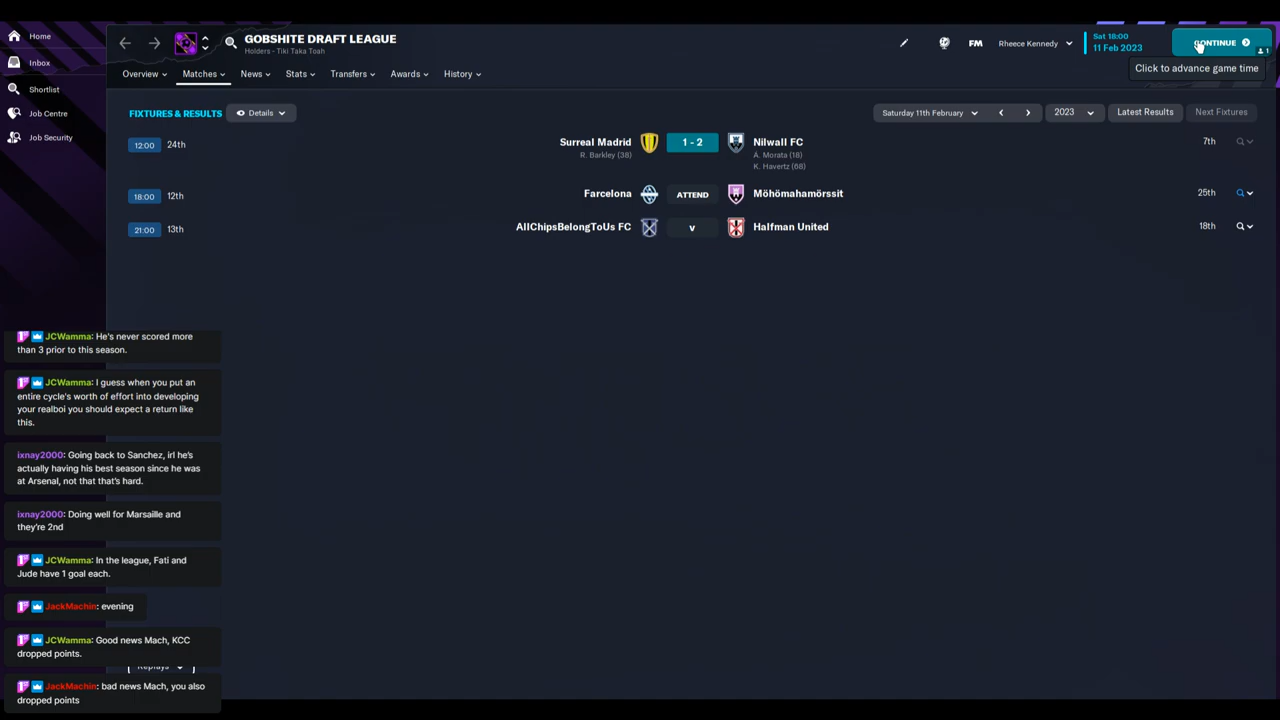 Home
Inbox
Shortlist
Job Centre
Job Security
GOBSHITE DRAFT LEAGUE
Holders - Tiki Taka Toah
FM
Rheece Kennedy
Sat 18:00
11 Feb 2023
CONTINUE
1
Click to advance game time
Overview
Matches
News
Stats
Transfers
Awards
History
FIXTURES & RESULTS
Details
Saturday 11th February
2023
Latest Results
Next Fixtures
12:00 24th Surreal Madrid 1 - 2 Nilwall FC 7th
R. Barkley (38) Á. Morata (18)
K. Havertz (68)
18:00 12th Farcelona ATTEND Möhömahamörssit 25th
21:00 13th AllChipsBelongToUs FC v Halfman United 18th
JCWamma: He's never scored more
than 3 prior to this season.
JCWamma: I guess when you put an
entire cycle's worth of effort into developing
your realboi you should expect a return like
this.
ixnay2000: Going back to Sanchez, irl he's
actually having his best season since he was
at Arsenal, not that that's hard.
ixnay2000: Doing well for Marsaille and
they're 2nd
JCWamma: In the league, Fati and
Jude have 1 goal each.
JackMachin: evening
JCWamma: Good news Mach, KCC
dropped points.
Replays
JackMachin: bad news Mach, you also
dropped points